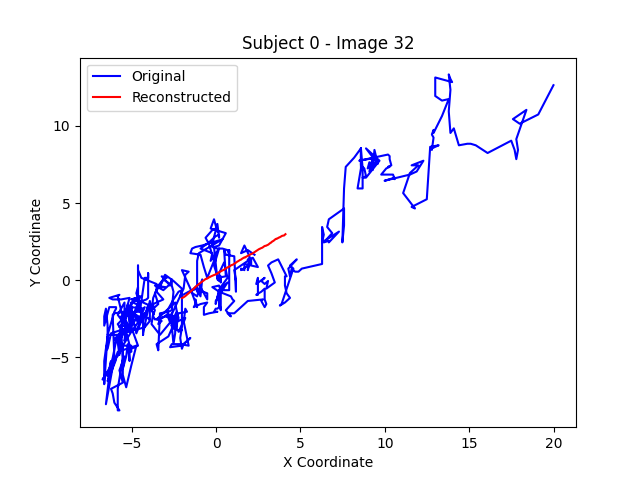 Subject 0 - Image 32
Original
Reconstructed
10
5
0
−5
Y Coordinate
−5 0 5 10 15 20
X Coordinate